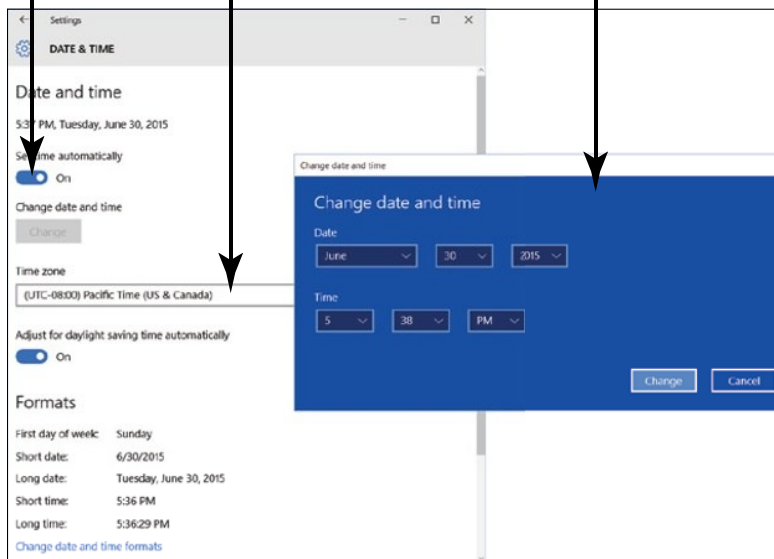 Settings
DATE & TIME
Date and time
5:37 PM, Tuesday, June 30, 2015
Set time automatically
On
Change date and time
Change
Time zone
(UTC-08:00) Pacific Time (US & Canada)
Adjust for daylight saving time automatically
On
Formats
First day of week: Sunday
Short date: 6/30/2015
Long date: Tuesday, June 30, 2015
Short time: 5:36 PM
Long time: 5:36:29 PM
Change date and time formats
Change date and time
Change date and time
Date
June 30 2015
Time
5 38 PM
Change Cancel